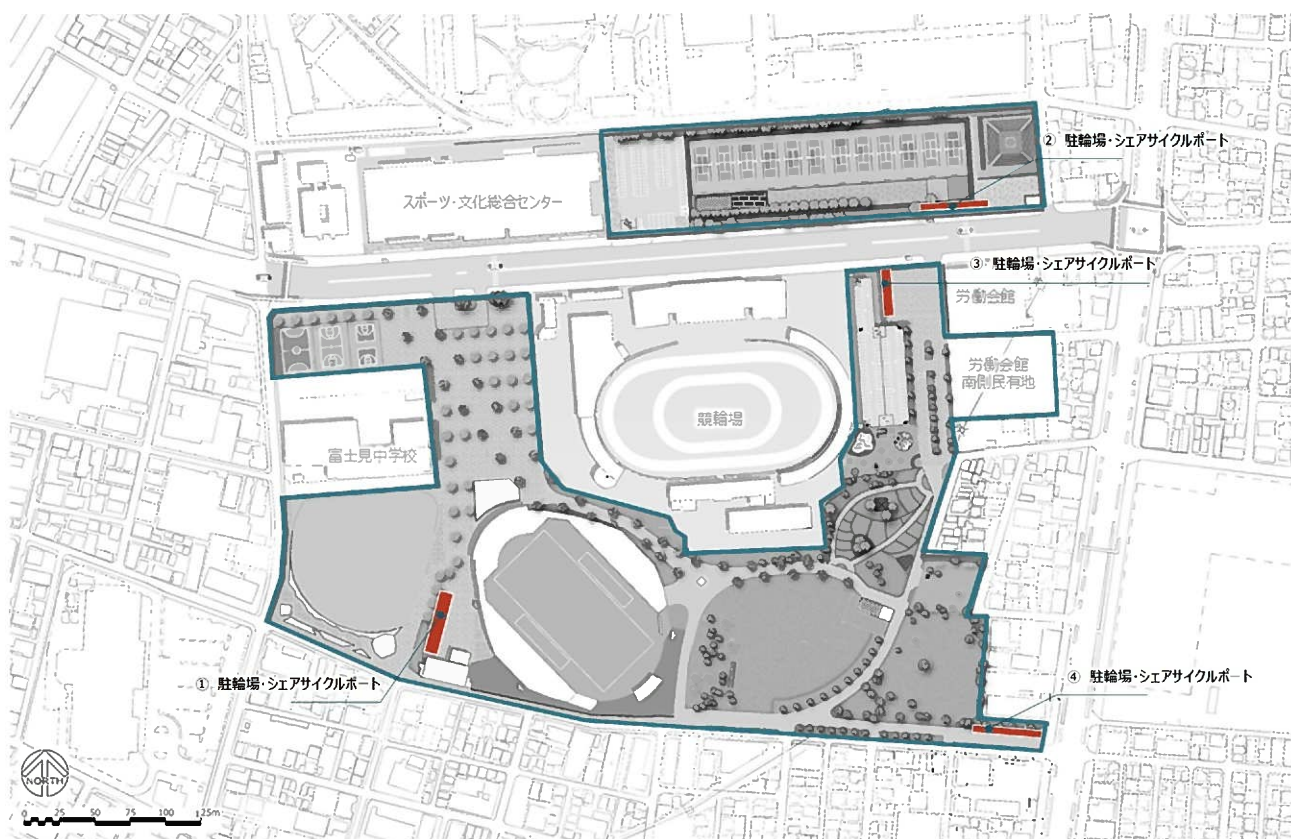 ② 駐輪場・シェアサイクルポート
スポーツ・文化総合センター
③ 駐輪場・シェアサイクルポート
労働会館
労働会館
南側民有地
競輪場
富士見中学校
① 駐輪場・シェアサイクルポート
④ 駐輪場・シェアサイクルポート
NORTH
0 25 50 75 100 125m